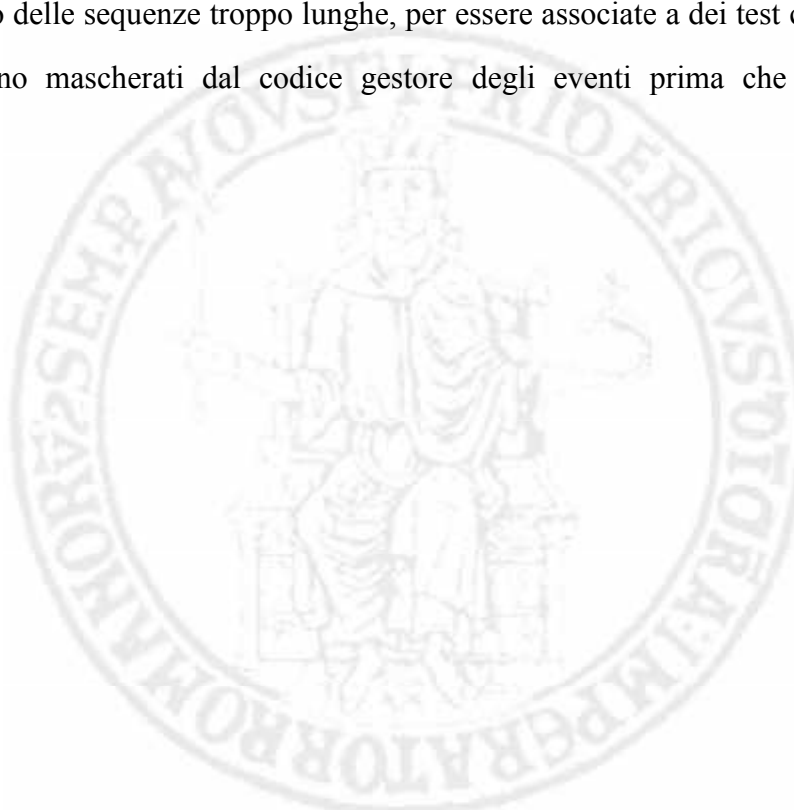 o delle sequenze troppo lunghe, per essere associate a dei test
no mascherati dal codice gestore degli eventi prima che